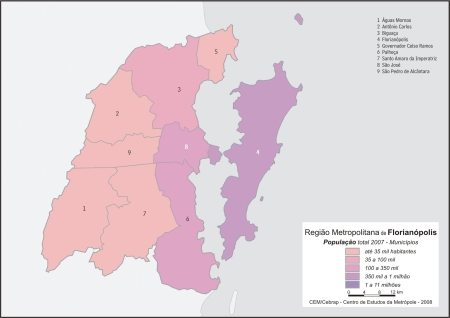 1 Águas Mornas
2 Antônio Carlos
3 Biguaçu
4 Florianópolis
5 Governador Celso Ramos
6 Palhoça
7 Santo Amaro da Imperatriz
8 São José
9 São Pedro de Alcântara
5
2
3
8
4
9
1
7
6
Região Metropolitana de Florianópolis
População total 2007 - Municípios
até 35 mil habitantes
35 a 100 mil
100 a 350 mil
350 mil a 1 milhão
1 a 11 milhões
0 4 8 12 km
CEM/Cebrap - Centro de Estudos da Metrópole - 2008